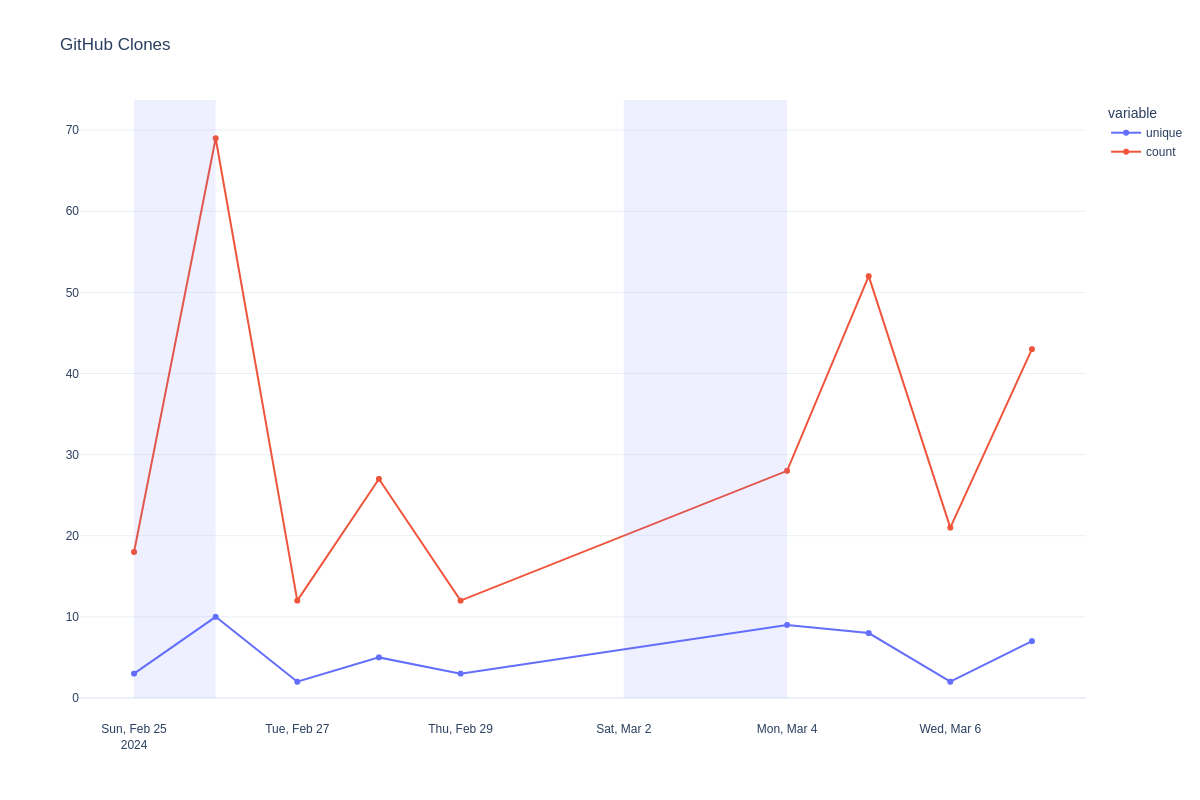 GitHub Clones
variable
unique
count
70
60
50
40
30
20
10
0
Sun, Feb 25
2024
Tue, Feb 27
Thu, Feb 29
Sat, Mar 2
Mon, Mar 4
Wed, Mar 6